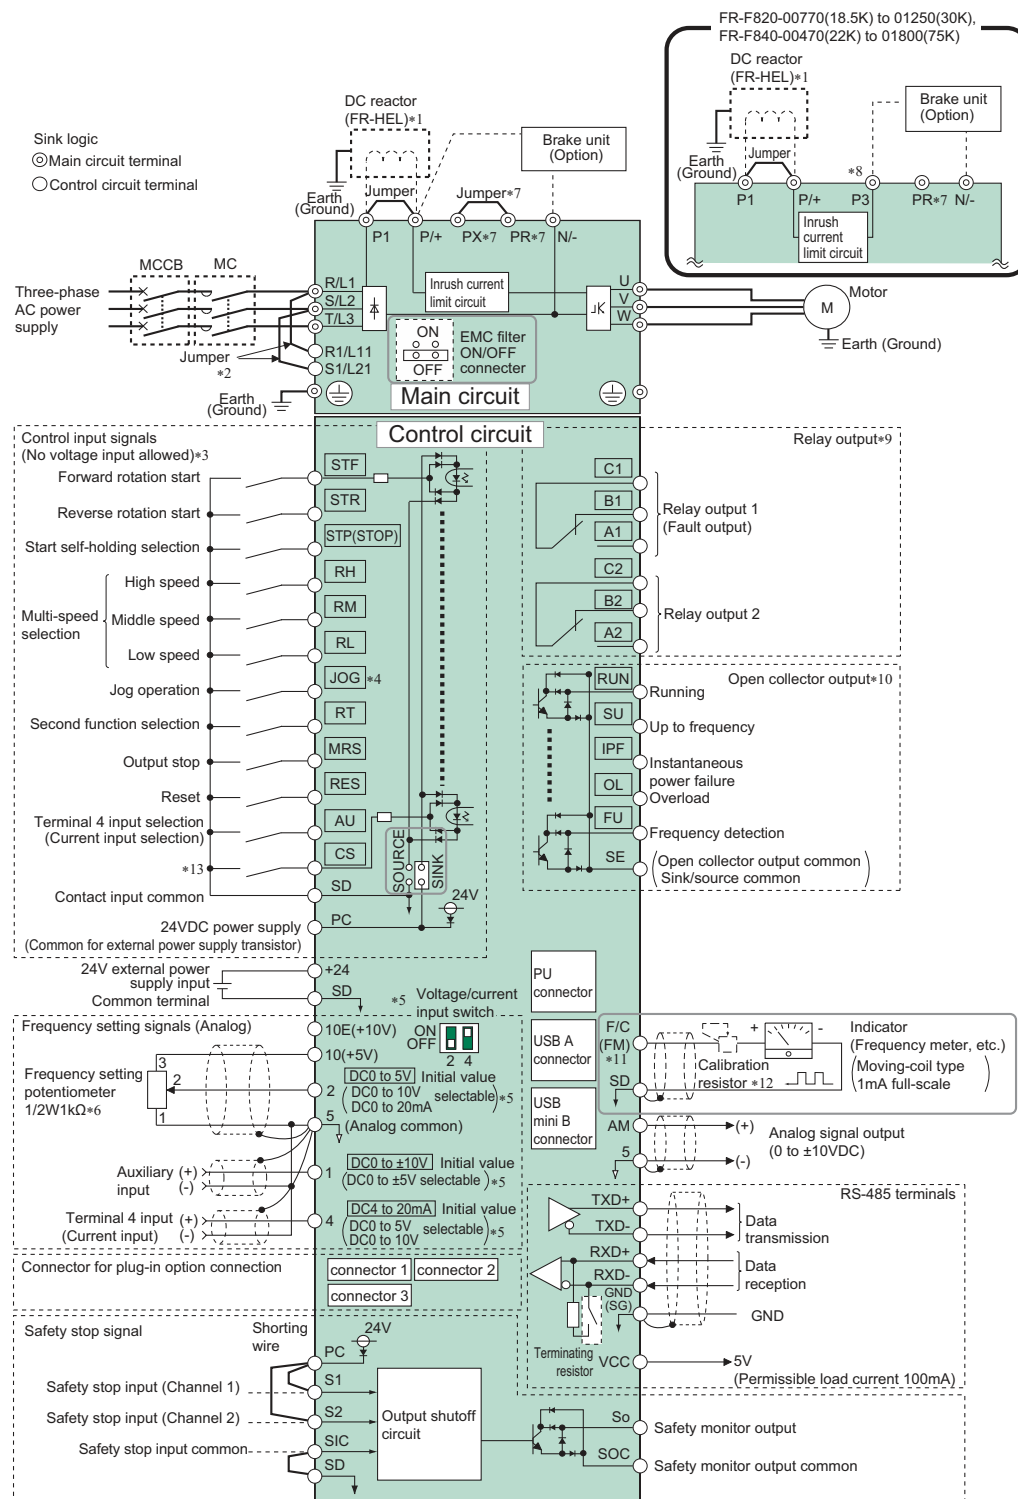 FR-F820-00770(18.5K) to 01250(30K),
FR-F840-00470(22K) to 01800(75K)
DC reactor
(FR-HEL)*1
Brake unit
(Option)
Earth
(Ground)
Jumper
*8
P1
P/+
P3
PR*7
N/-
Inrush
current
limit circuit
Sink logic
Main circuit terminal
Control circuit terminal
DC reactor
(FR-HEL)*1
Brake unit
(Option)
Earth
(Ground)
Jumper
Jumper*7
P1
P/+
PX*7
PR*7
N/-
MCCB
MC
Three-phase
AC power
supply
R/L1
S/L2
T/L3
R1/L11
S1/L21
Jumper
*2
Earth
(Ground)
Inrush current
limit circuit
ON
OFF
EMC filter
ON/OFF
connecter
Main circuit
U
V
W
M
Motor
Earth (Ground)
Control circuit
Control input signals
(No voltage input allowed)*3
Forward rotation start
STF
Reverse rotation start
STR
Start self-holding selection
STP(STOP)
Multi-speed
selection
High speed
RH
Middle speed
RM
Low speed
RL
Jog operation
JOG *4
Second function selection
RT
Output stop
MRS
Reset
RES
Terminal 4 input selection
(Current input selection)
AU
*13
CS
SOURCE
SINK
Contact input common
SD
24V
24VDC power supply
(Common for external power supply transistor)
PC
Relay output*9
C1
B1
A1
Relay output 1
(Fault output)
C2
B2
A2
Relay output 2
Open collector output*10
RUN
Running
SU
Up to frequency
IPF
Instantaneous
power failure
OL
Overload
FU
Frequency detection
SE
Open collector output common
Sink/source common
24V external power
supply input
Common terminal
+24
SD
PU
connector
USB A
connector
USB
mini B
connector
*5
Voltage/current
input switch
ON
OFF
2 4
Frequency setting signals (Analog)
10E(+10V)
10(+5V)
Frequency setting
potentiometer
1/2W1kΩ*6
3
2
1
2
DC0 to 5V
Initial value
DC0 to 10V
DC0 to 20mA
selectable
*5
5
(Analog common)
Auxiliary
input
(+)
(-)
1
DC0 to ±10V
Initial value
(DC0 to ±5V selectable)*5
Terminal 4 input
(Current input)
(+)
(-)
4
DC4 to 20mA
Initial value
DC0 to 5V
DC0 to 10V
selectable
*5
F/C
(FM)
*11
SD
+
-
Calibration
resistor *12
Indicator
(Frequency meter, etc.)
Moving-coil type
1mA full-scale
AM
(+)
5
(-)
Analog signal output
(0 to ±10VDC)
RS-485 terminals
TXD+
TXD-
Data
transmission
RXD+
RXD-
Data
reception
GND
(SG)
GND
Terminating
resistor
VCC
5V
(Permissible load current 100mA)
Connector for plug-in option connection
connector 1
connector 2
connector 3
Safety stop signal
Shorting
wire
24V
PC
Safety stop input (Channel 1)
S1
Safety stop input (Channel 2)
S2
Safety stop input common
SIC
SD
Output shutoff
circuit
So
Safety monitor output
SOC
Safety monitor output common